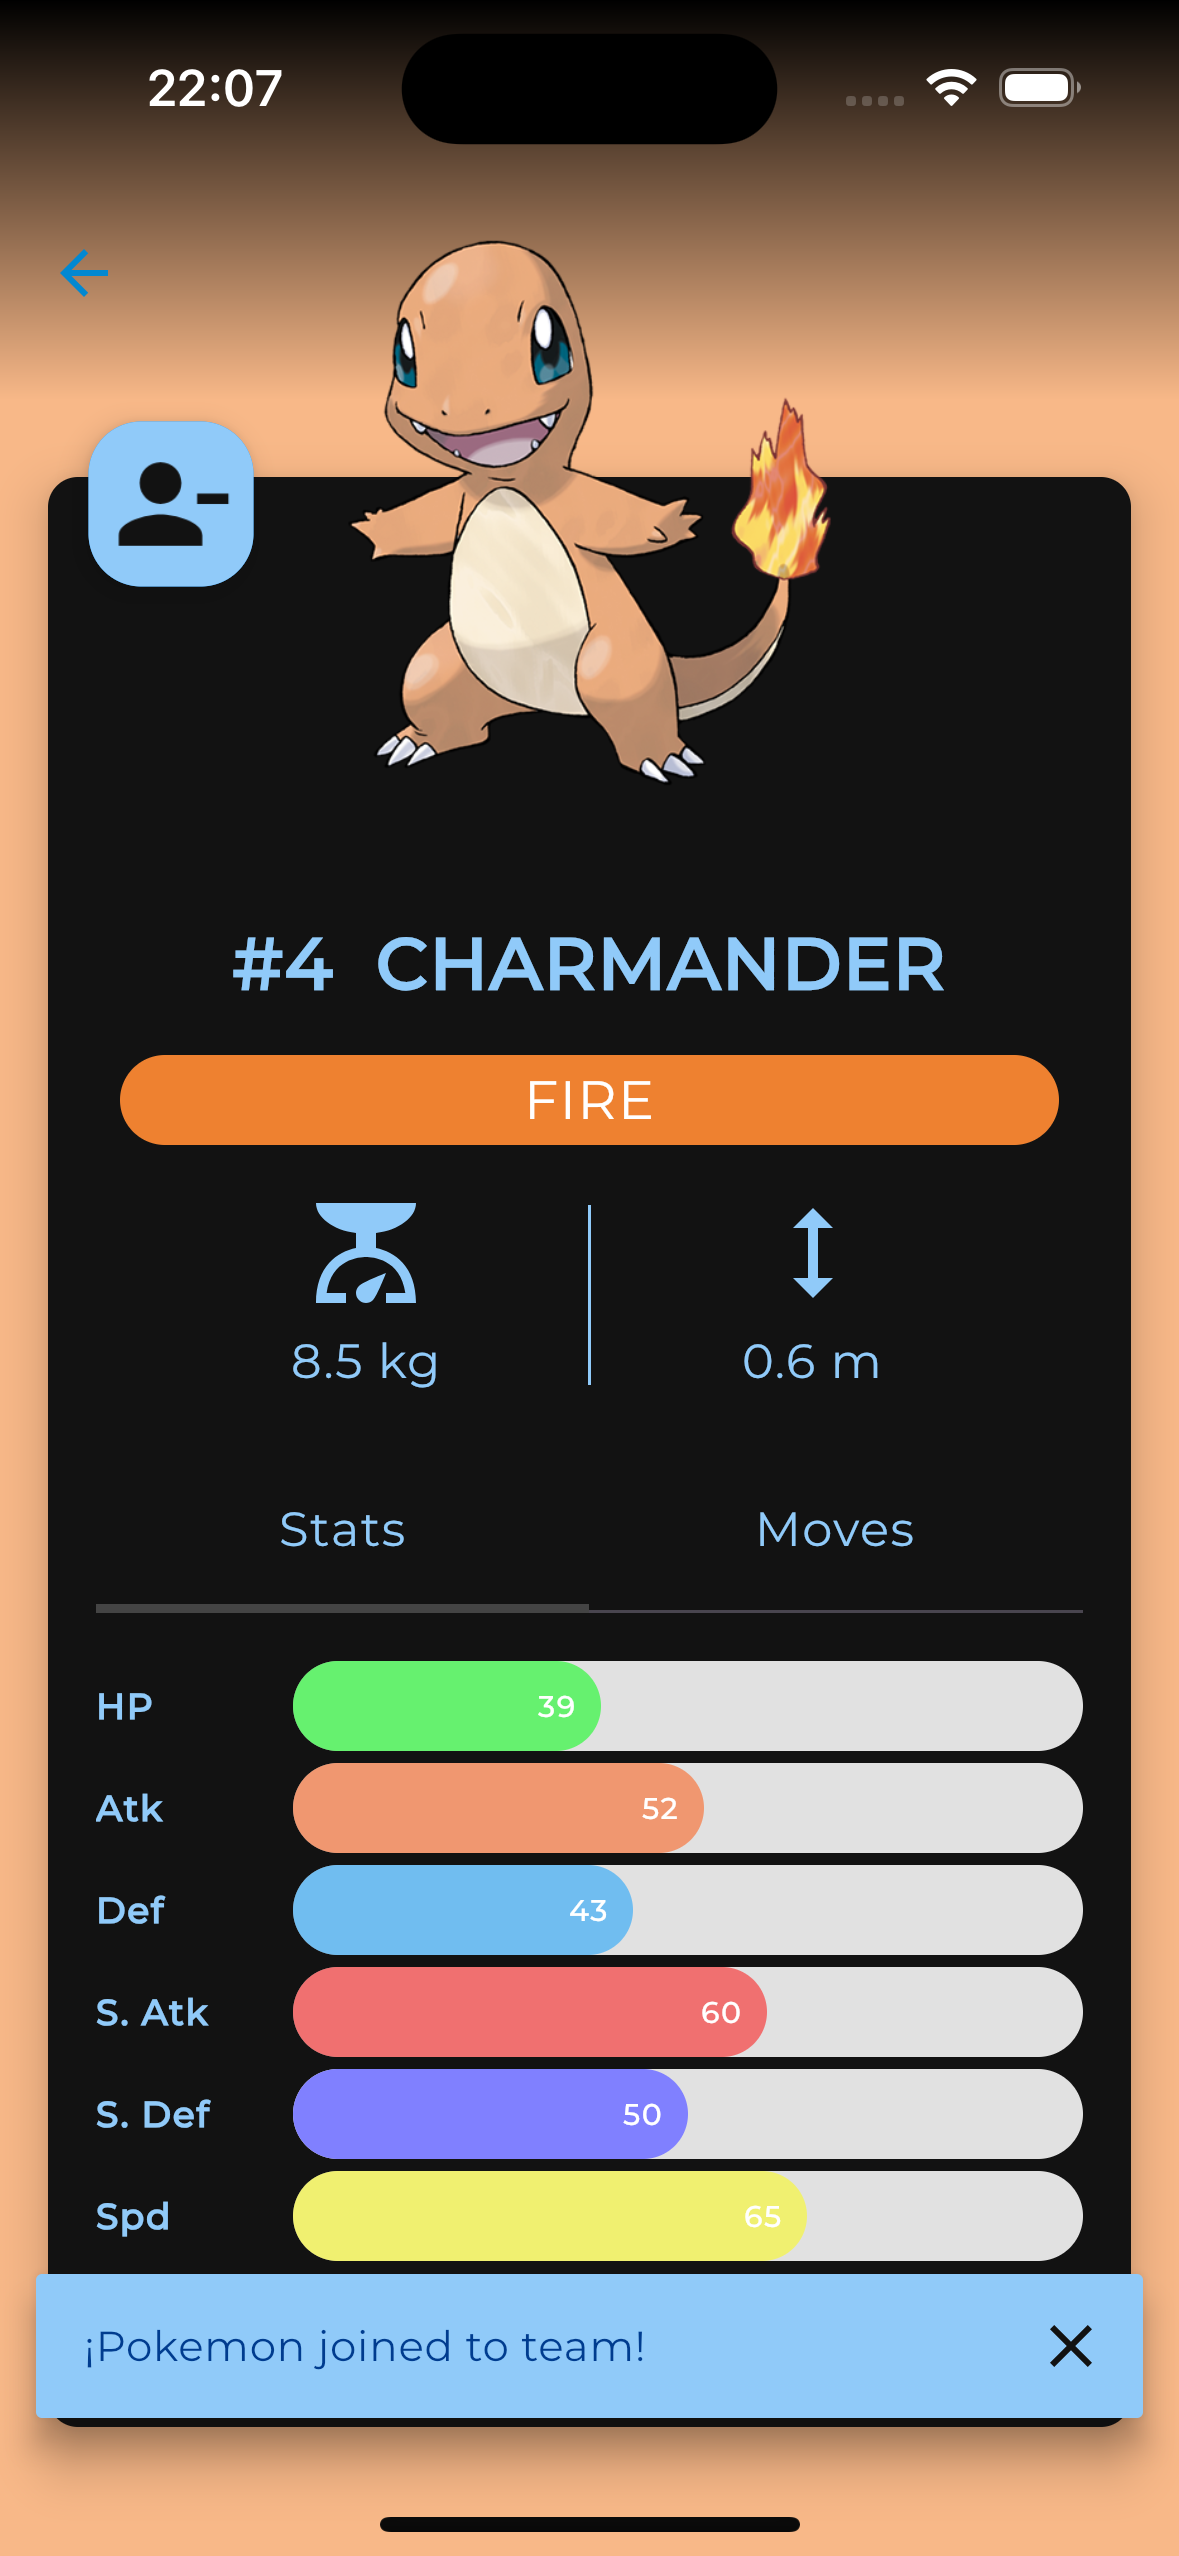 22:07
#4 CHARMANDER
FIRE
8.5 kg
0.6 m
Stats
Moves
HP
39
Atk
52
Def
43
S. Atk
60
S. Def
50
Spd
65
¡Pokemon joined to team!